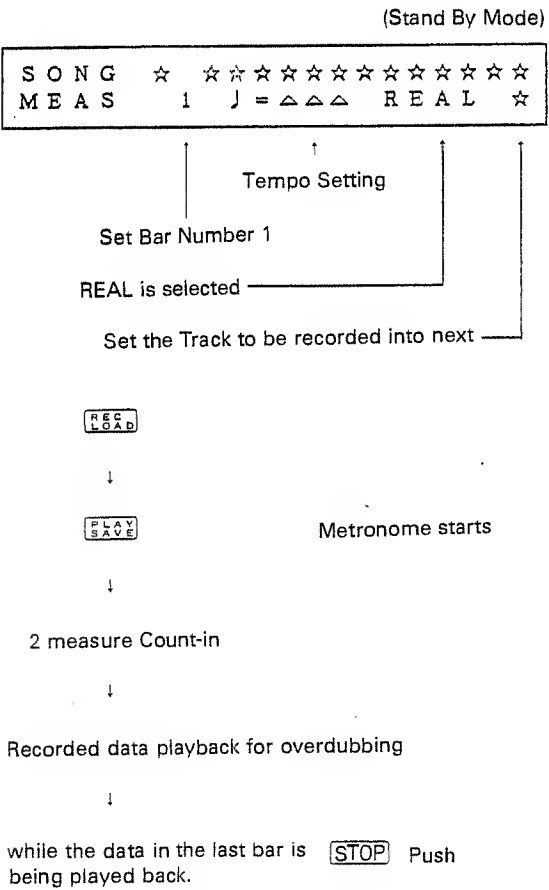 (Stand By Mode)
SONG ☆ ☆☆☆☆☆☆☆☆☆☆☆☆☆
MEAS 1 ♩=△△△ REAL ☆
Tempo Setting
Set Bar Number 1
REAL is selected
Set the Track to be recorded into next
REC
LOAD
↓
PLAY
SAVE
Metronome starts
↓
2 measure Count-in
↓
Recorded data playback for overdubbing
↓
while the data in the last bar is STOP Push
being played back.